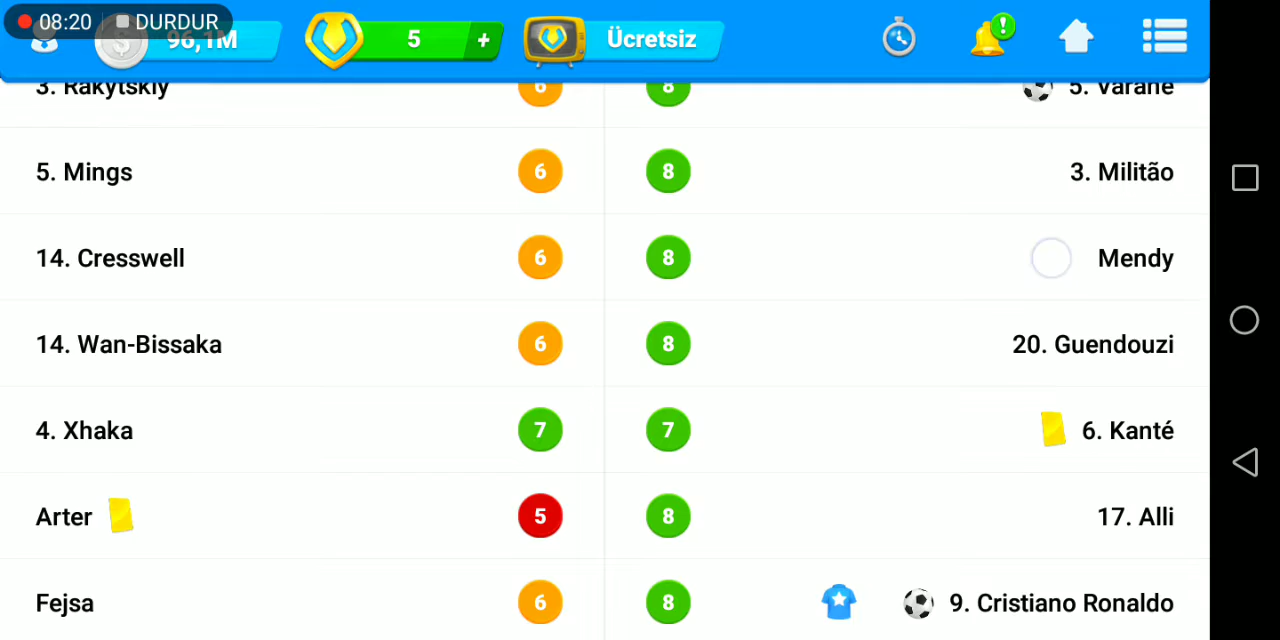 08:20 DURDUR
96,1M 5 + Ücretsiz
3. Rakytskiy 6 8 5. Varane
5. Mings 6 8 3. Militão
14. Cresswell 6 8 Mendy
14. Wan-Bissaka 6 8 20. Guendouzi
4. Xhaka 7 7 6. Kanté
Arter 5 8 17. Alli
Fejsa 6 8 9. Cristiano Ronaldo